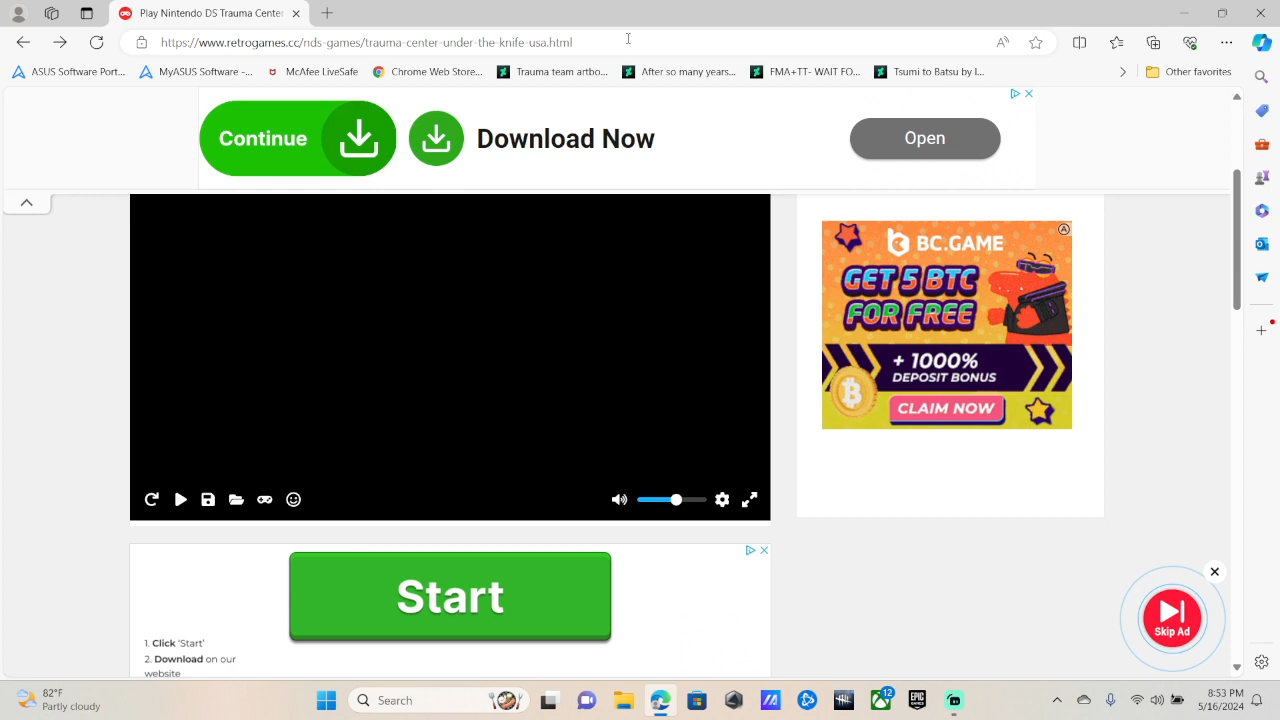 Play Nintendo DS Trauma Cente
https://www.retrogames.cc/nds-games/trauma-center-under-the-knife-usa.html
ASUS Software Port...
MyASUS Software -...
McAfee LiveSafe
Chrome Web Store...
Trauma team artbo...
After so many years...
FMA+TT- WAIT FO...
Tsumi to Batsu by l...
Other favorites
Continue
Download Now
Open
BC.GAME
GET 5 BTC
FOR FREE
+ 1000%
DEPOSIT BONUS
CLAIM NOW
Start
1. Click 'Start'
2. Download on our
website
Skip Ad
82°F
Partly cloudy
Search
12
EPIC
GAMES
8:53 PM
5/16/2024